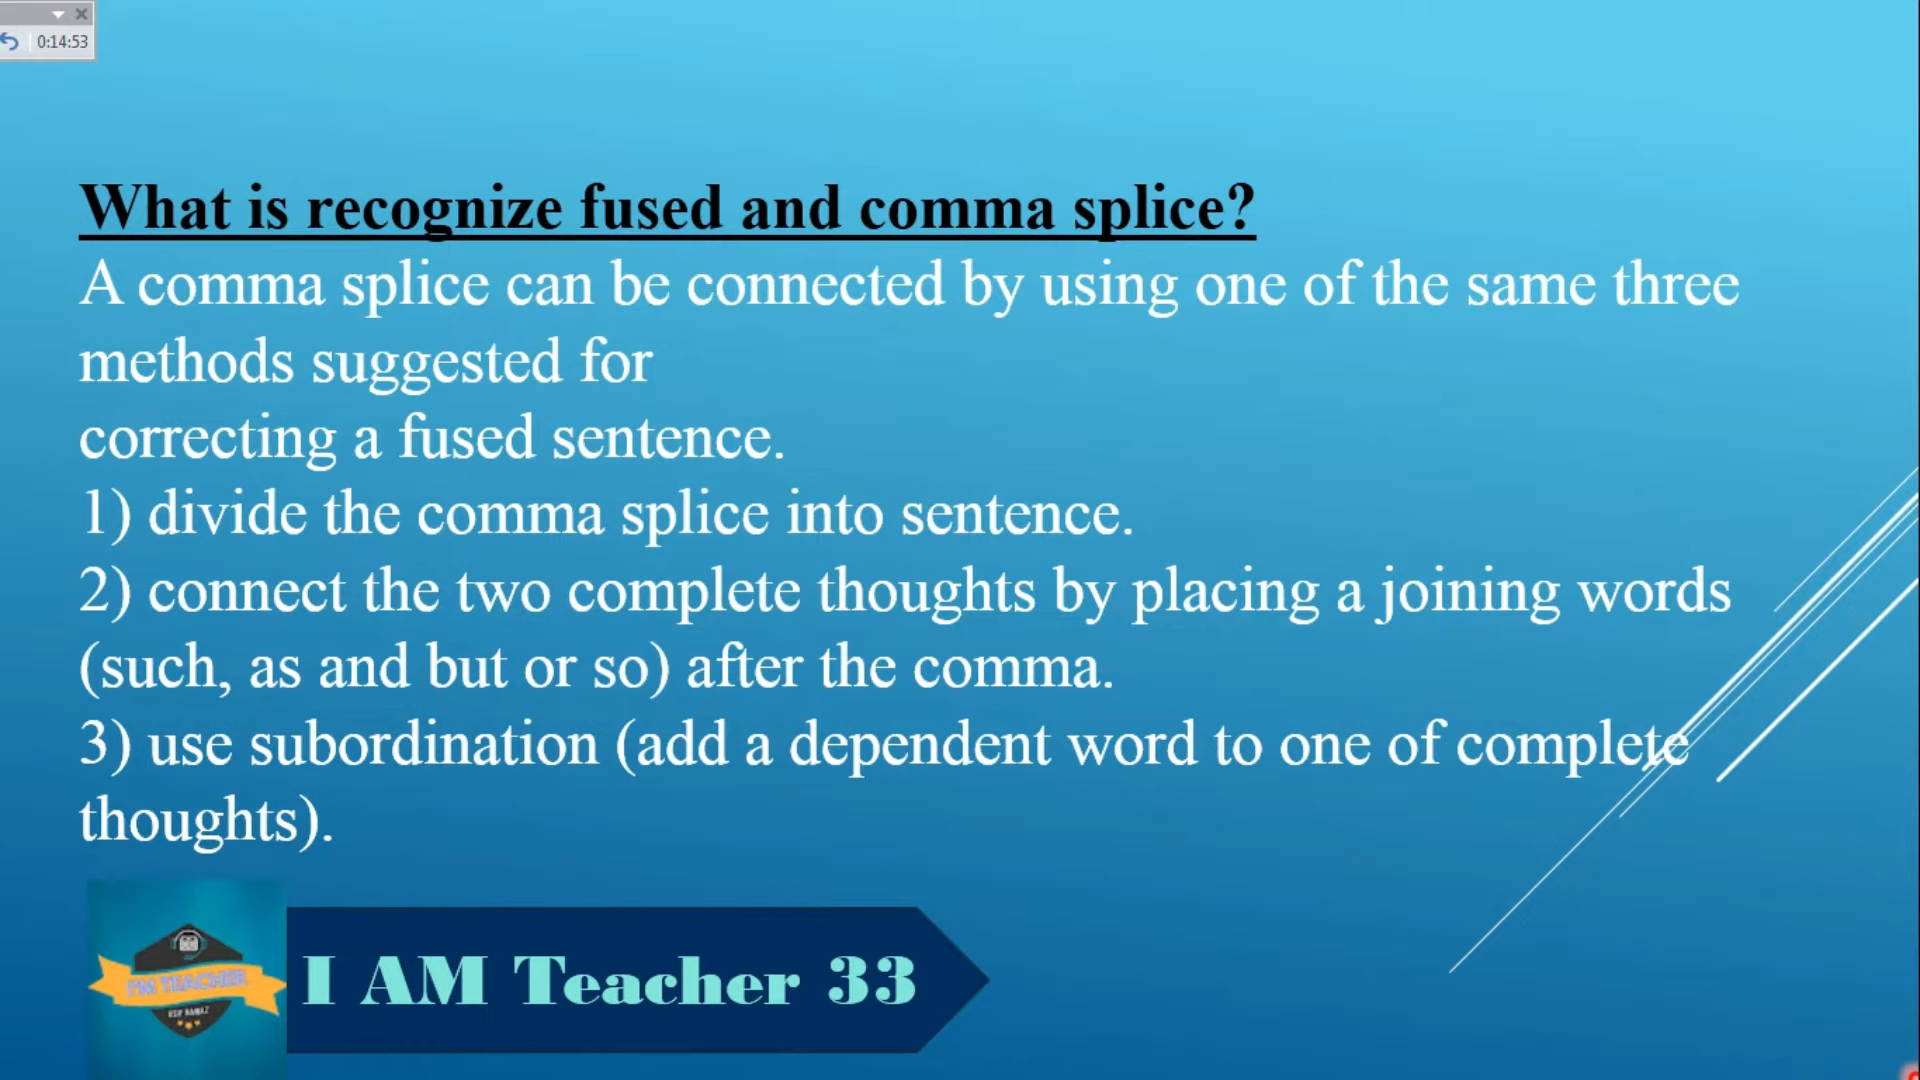 0:14:53
What is recognize fused and comma splice?
A comma splice can be connected by using one of the same three
methods suggested for
correcting a fused sentence.
1) divide the comma splice into sentence.
2) connect the two complete thoughts by placing a joining words
(such, as and but or so) after the comma.
3) use subordination (add a dependent word to one of complete
thoughts).
I'M TEACHER
I AM Teacher 33